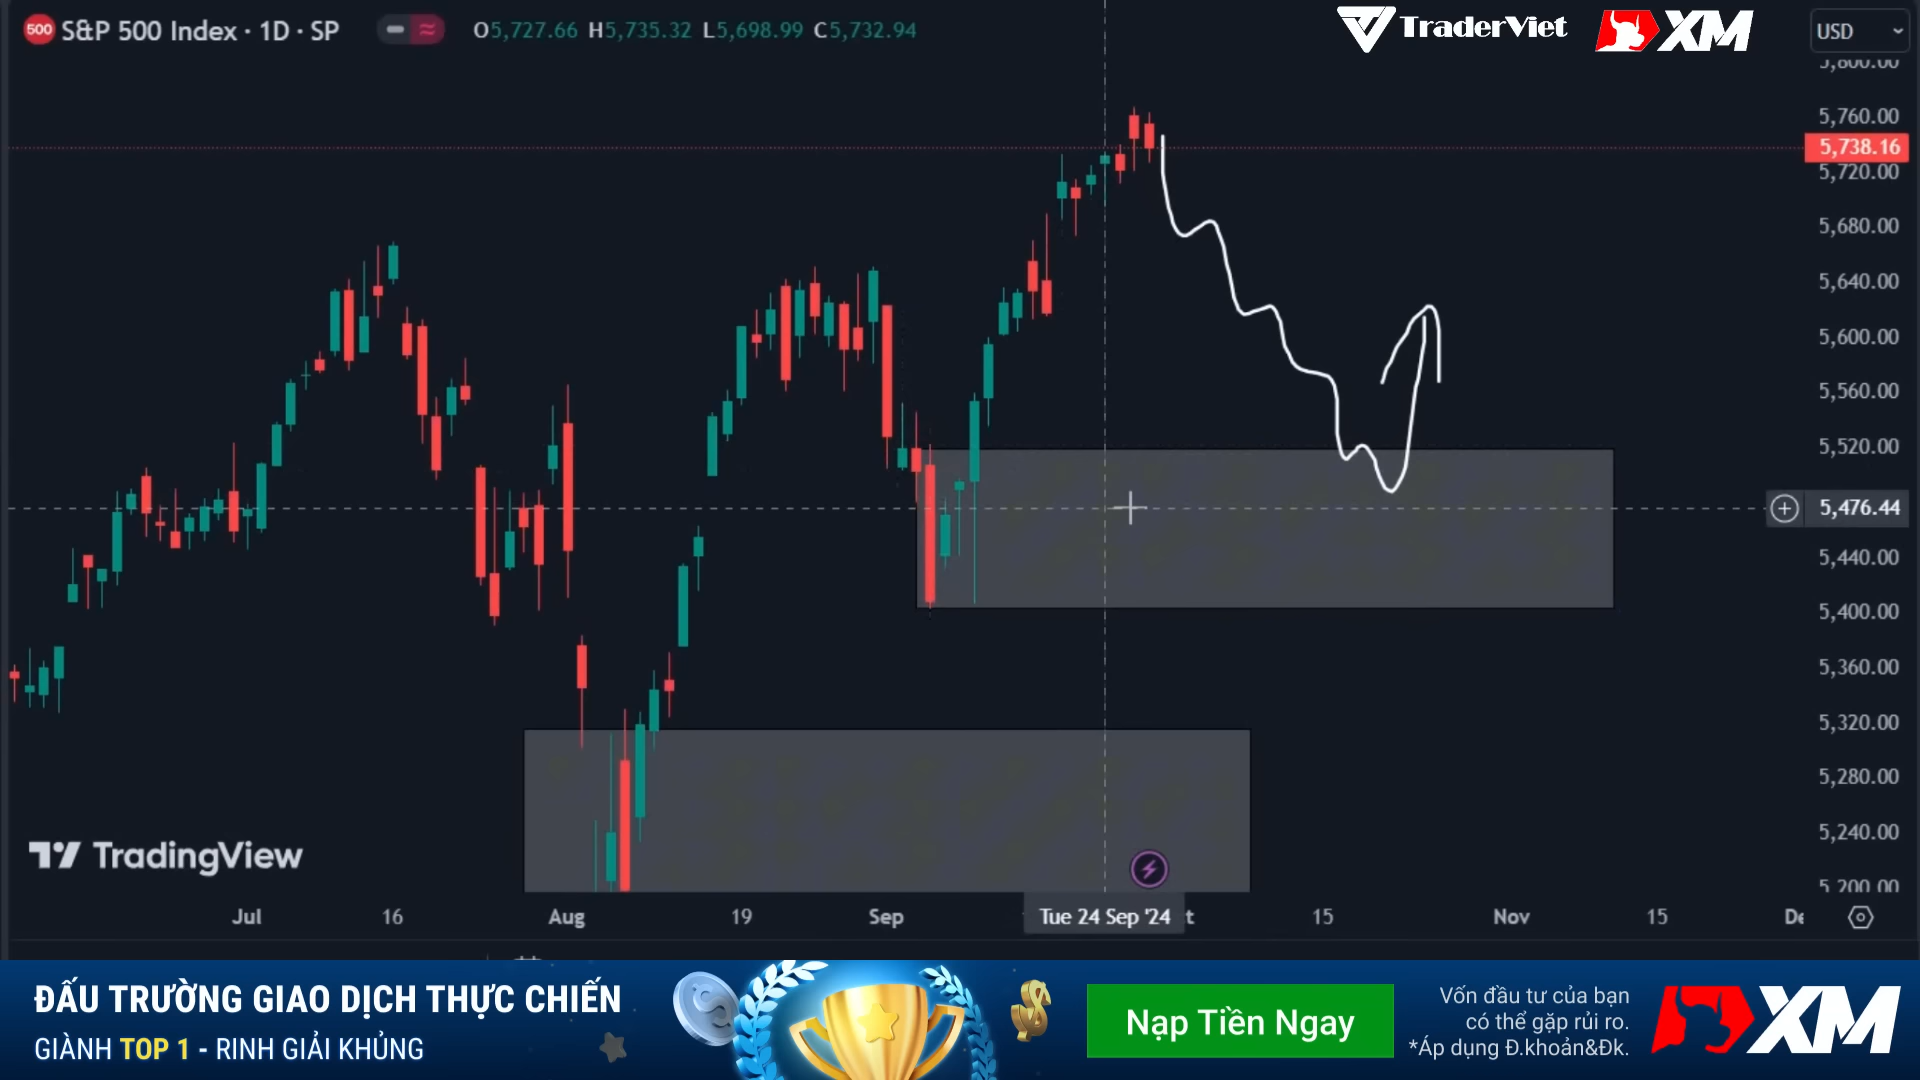 500 S&P 500 Index · 1D · SP
O5,727.66 H5,735.32 L5,698.99 C5,732.94
TraderViet
XM
USD
5,800.00
5,760.00
5,738.16
5,720.00
5,680.00
5,640.00
5,600.00
5,560.00
5,520.00
5,476.44
5,440.00
5,400.00
5,360.00
5,320.00
5,280.00
5,240.00
5,200.00
TradingView
Jul
16
Aug
19
Sep
Tue 24 Sep '24
15
Nov
15
ĐẤU TRƯỜNG GIAO DỊCH THỰC CHIẾN
GIÀNH TOP 1 - RINH GIẢI KHỦNG
Nạp Tiền Ngay
Vốn đầu tư của bạn
có thể gặp rủi ro.
*Áp dụng Đ.khoản&Đk.
XM